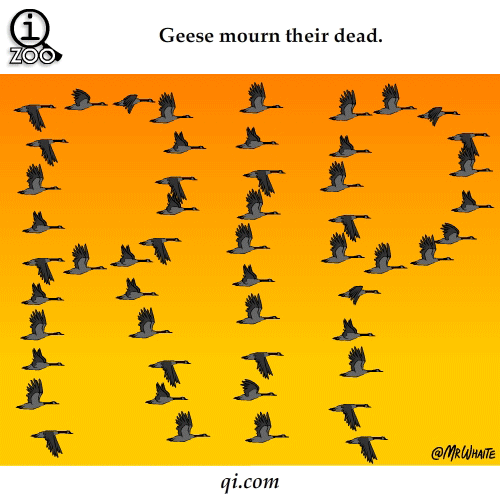 i
ZOO
Geese mourn their dead.
RIP
@MRWHAITE
qi.com